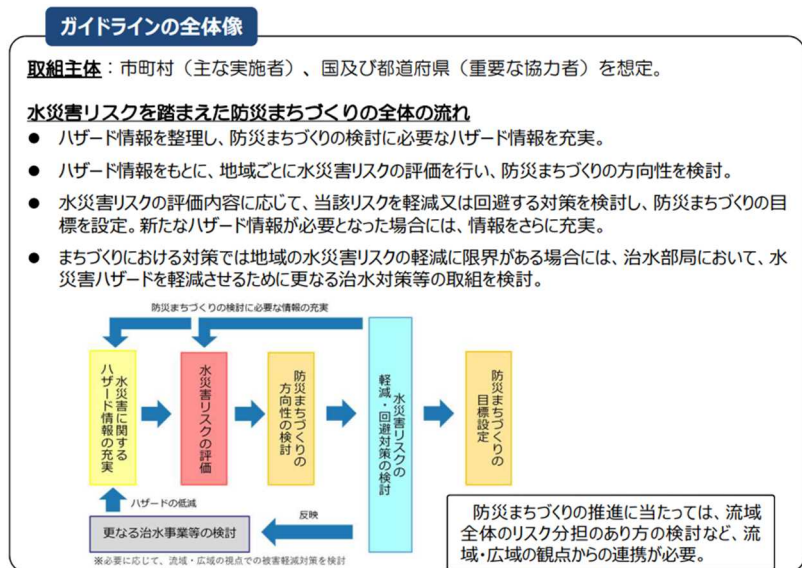 ガイドラインの全体像
取組主体：市町村（主な実施者）、国及び都道府県（重要な協力者）を想定。
水災害リスクを踏まえた防災まちづくりの全体の流れ
● ハザード情報を整理し、防災まちづくりの検討に必要なハザード情報を充実。
● ハザード情報をもとに、地域ごとに水災害リスクの評価を行い、防災まちづくりの方向性を検討。
● 水災害リスクの評価内容に応じて、当該リスクを軽減又は回避する対策を検討し、防災まちづくりの目
標を設定。新たなハザード情報が必要となった場合には、情報をさらに充実。
● まちづくりにおける対策では地域の水災害リスクの軽減に限界がある場合には、治水部局において、水
災害ハザードを軽減させるために更なる治水対策等の取組を検討。
防災まちづくりの検討に必要な情報の充実
水災害に関する
ハザード情報の充実
水災害リスクの評価
防災まちづくりの
方向性の検討
水災害リスクの
軽減・回避対策の検討
防災まちづくりの
目標設定
ハザードの低減
反映
更なる治水事業等の検討
※必要に応じて、流域・広域の視点での被害軽減対策を検討
防災まちづくりの推進に当たっては、流域
全体のリスク分担のあり方の検討など、流
域・広域の観点からの連携が必要。